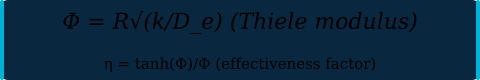 Φ = R√(k/D_e) (Thiele modulus)
η = tanh(Φ)/Φ (effectiveness factor)